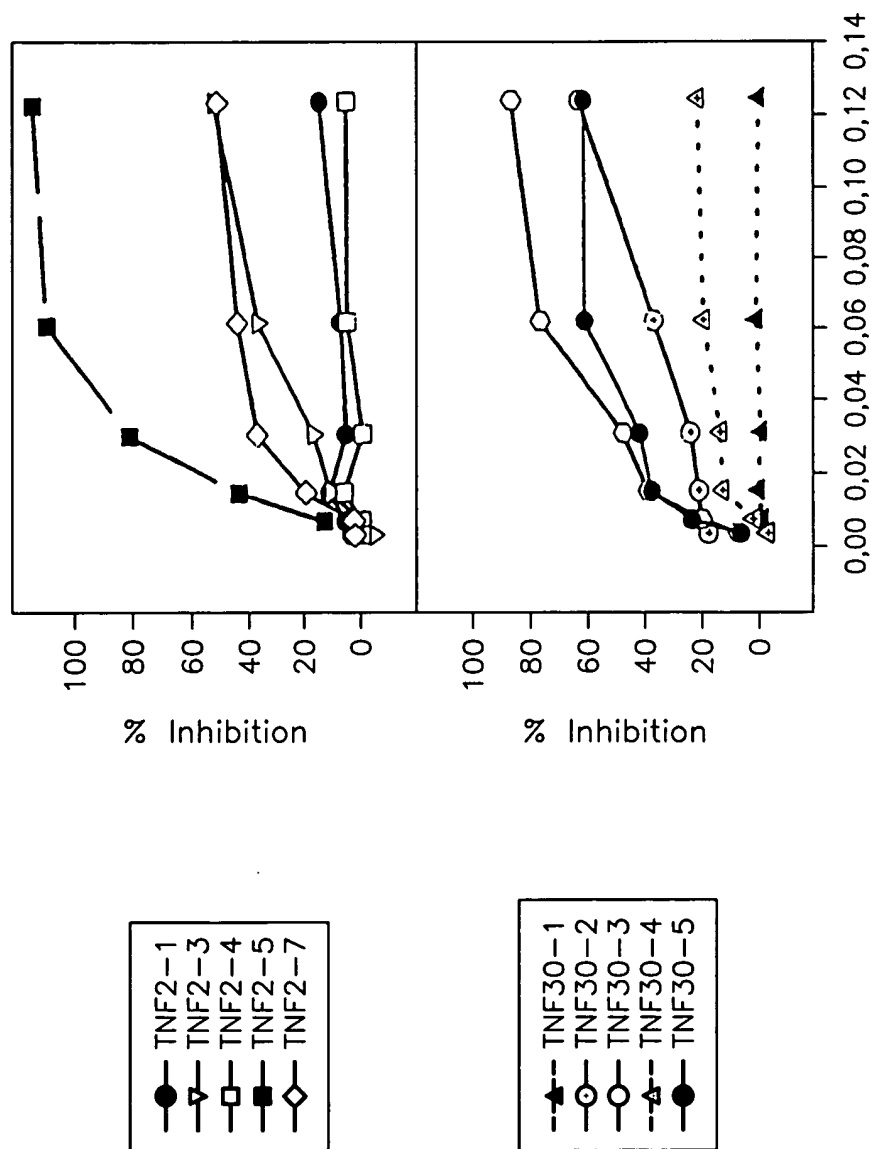 100
80
60
40
20
0
% Inhibition
100
80
60
40
20
0
% Inhibition
0,00
0,02
0,04
0,06
0,08
0,10
0,12
0,14
TNF2-1
TNF2-3
TNF2-4
TNF2-5
TNF2-7
TNF30-1
TNF30-2
TNF30-3
TNF30-4
TNF30-5